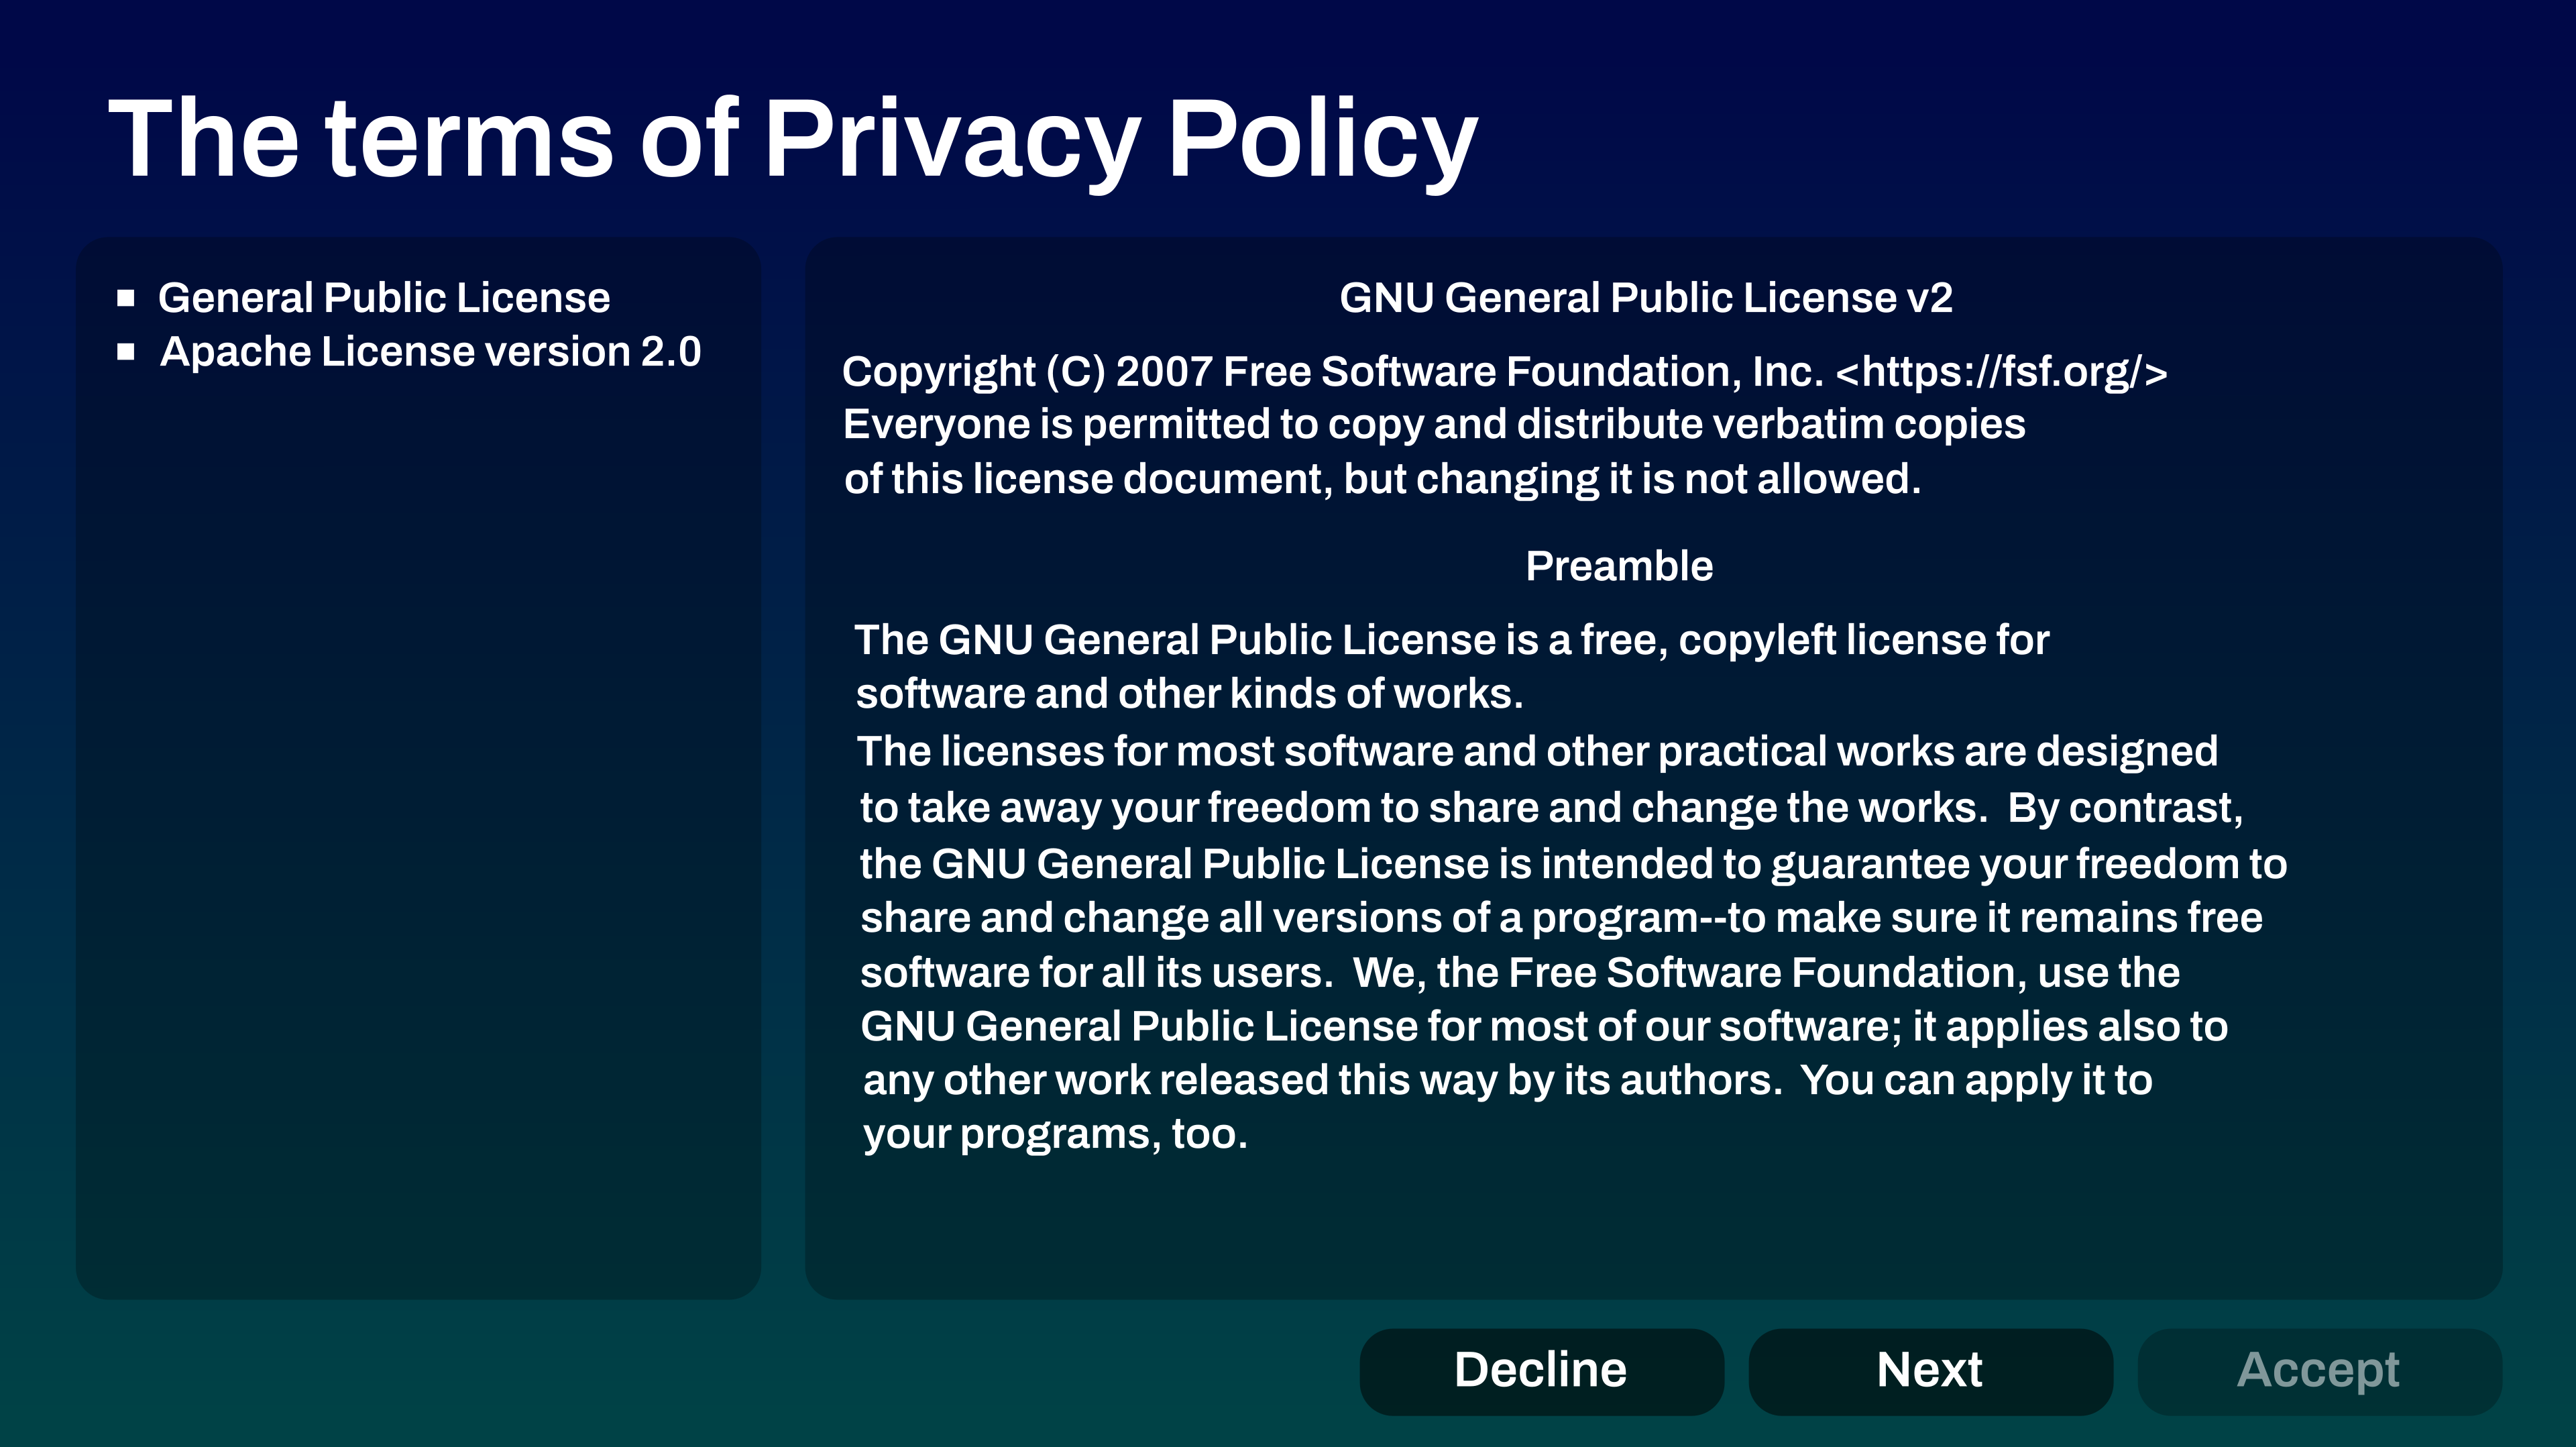 The terms of Privacy Policy
■ General Public License
■ Apache License version 2.0
GNU General Public License v2
Copyright (C) 2007 Free Software Foundation, Inc. <https://fsf.org/>
Everyone is permitted to copy and distribute verbatim copies
of this license document, but changing it is not allowed.
Preamble
The GNU General Public License is a free, copyleft license for
software and other kinds of works.
The licenses for most software and other practical works are designed
to take away your freedom to share and change the works.  By contrast,
the GNU General Public License is intended to guarantee your freedom to
share and change all versions of a program--to make sure it remains free
software for all its users.  We, the Free Software Foundation, use the
GNU General Public License for most of our software; it applies also to
any other work released this way by its authors.  You can apply it to
your programs, too.
Decline
Next
Accept